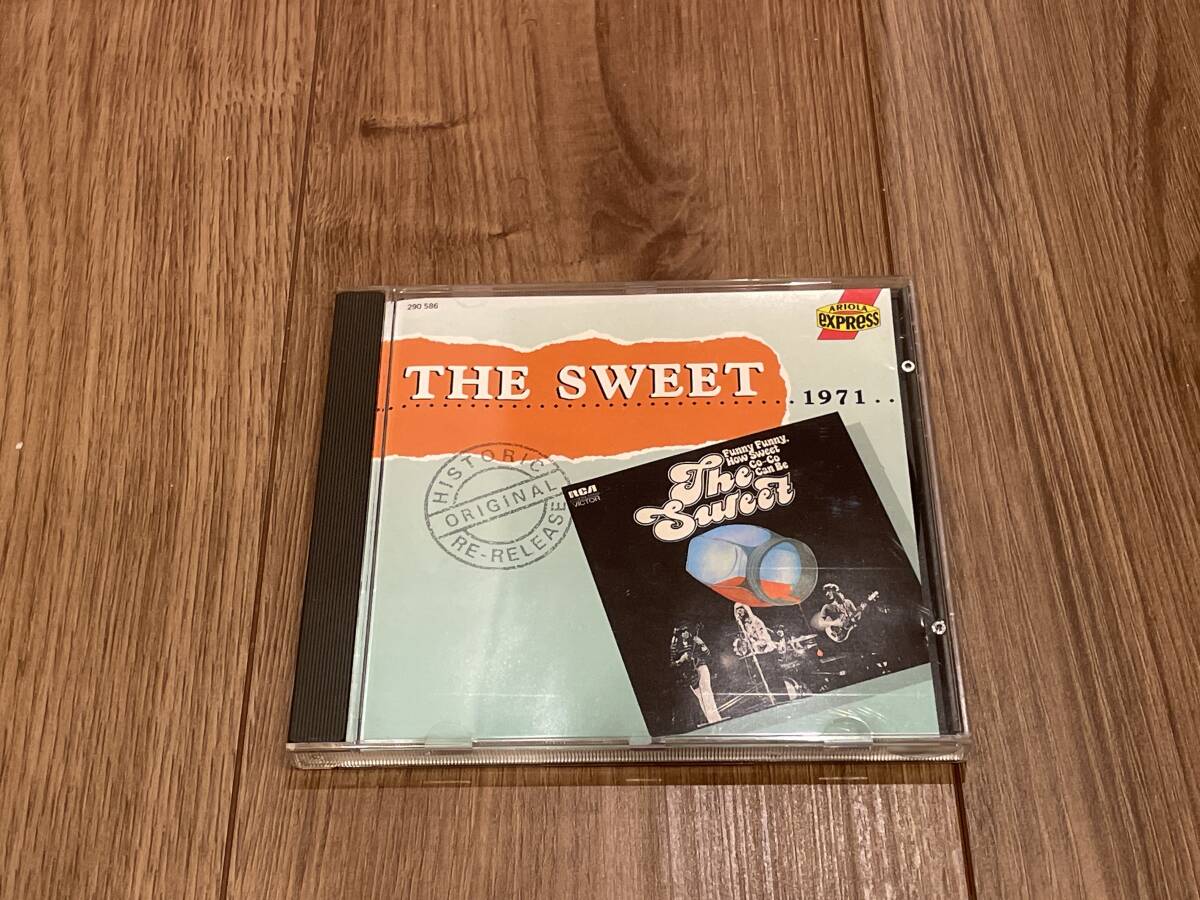 290 586
ARIOLA
express
THE SWEET
1971
HISTORIC
ORIGINAL
RE-RELEASE
RCA
VICTOR
Funny Funny,
How Sweet
Co-Co
Can Be
The
Sweet